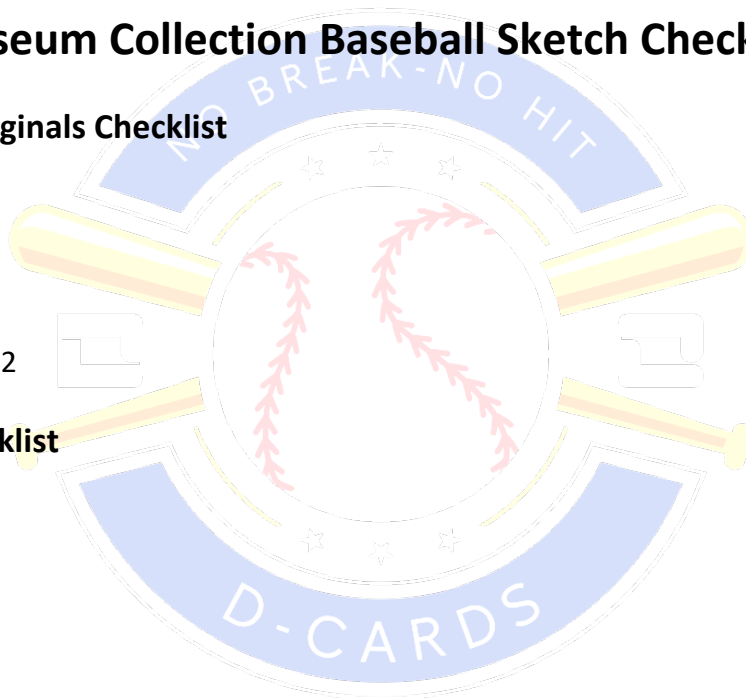 seum Collection Baseball Sketch Check
NO BREAK-NO HIT
ginals Checklist
2
klist
D-CARDS